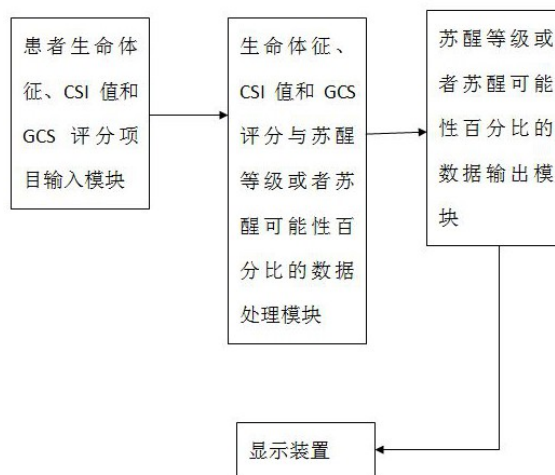 患者生命体
征、CSI 值和
GCS 评分项
目输入模块
生命体征、
CSI 值和 GCS
评分与苏醒
等级或者苏
醒可能性百
分比的数据
处理模块
苏醒等级或
者苏醒可能
性百分比的
数据输出模
块
显示装置